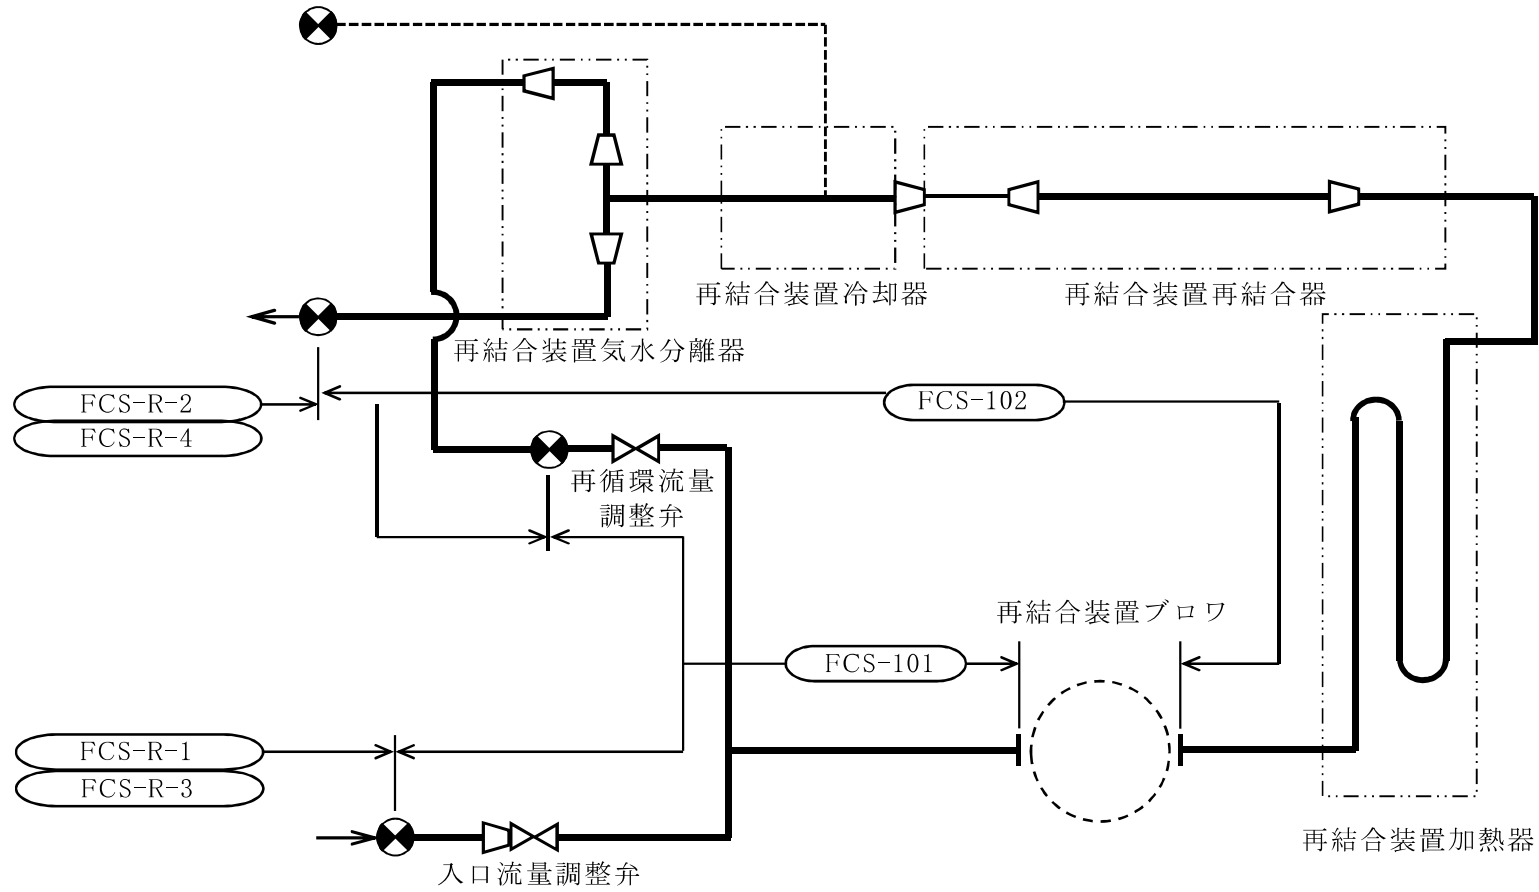 再結合装置冷却器
再結合装置再結合器
再結合装置気水分離器
FCS-R-2
FCS-R-4
FCS-102
再循環流量
調整弁
再結合装置ブロワ
FCS-101
FCS-R-1
FCS-R-3
再結合装置加熱器
入口流量調整弁